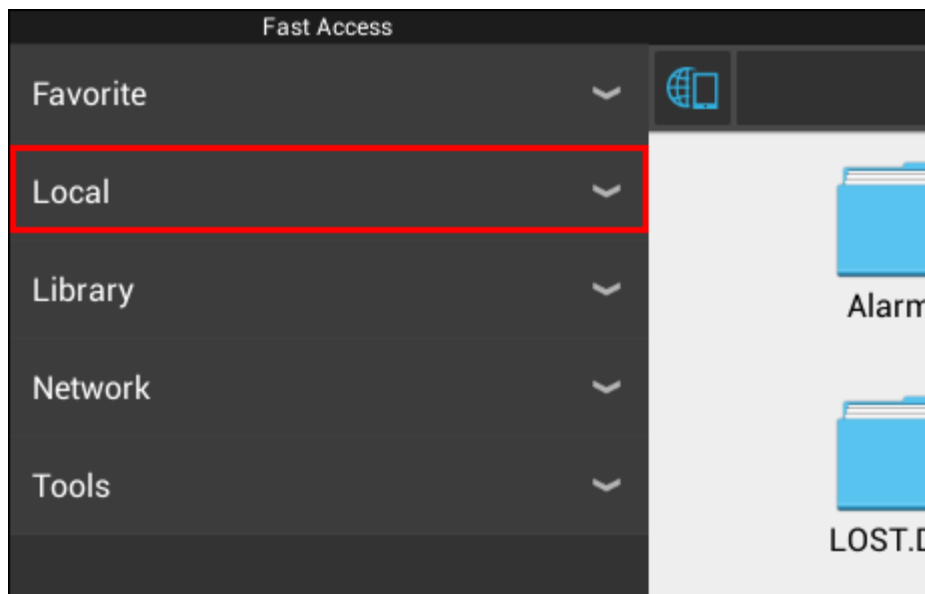 Fast Access
Favorite
Local
Library
Network
Tools
Alarm
LOST.D